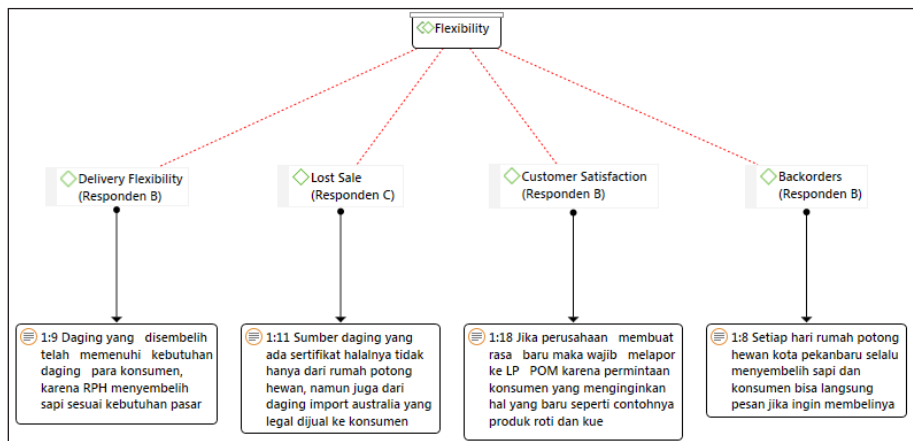 Flexibility
Delivery Flexibility
(Responden B)
Lost Sale
(Responden C)
Customer Satisfaction
(Responden B)
Backorders
(Responden B)
1:9 Daging yang disembelih
telah memenuhi kebutuhan
daging para konsumen,
karena RPH menyembelih
sapi sesuai kebutuhan pasar
1:11 Sumber daging yang
ada sertifikat halalnya tidak
hanya dari rumah potong
hewan, namun juga dari
daging import australia yang
legal dijual ke konsumen
1:18 Jika perusahaan membuat
rasa baru maka wajib melapor
ke LP POM karena permintaan
konsumen yang menginginkan
hal yang baru seperti contohnya
produk roti dan kue
1:8 Setiap hari rumah potong
hewan kota pekanbaru selalu
menyembelih sapi dan
konsumen bisa langsung
pesan jika ingin membelinya